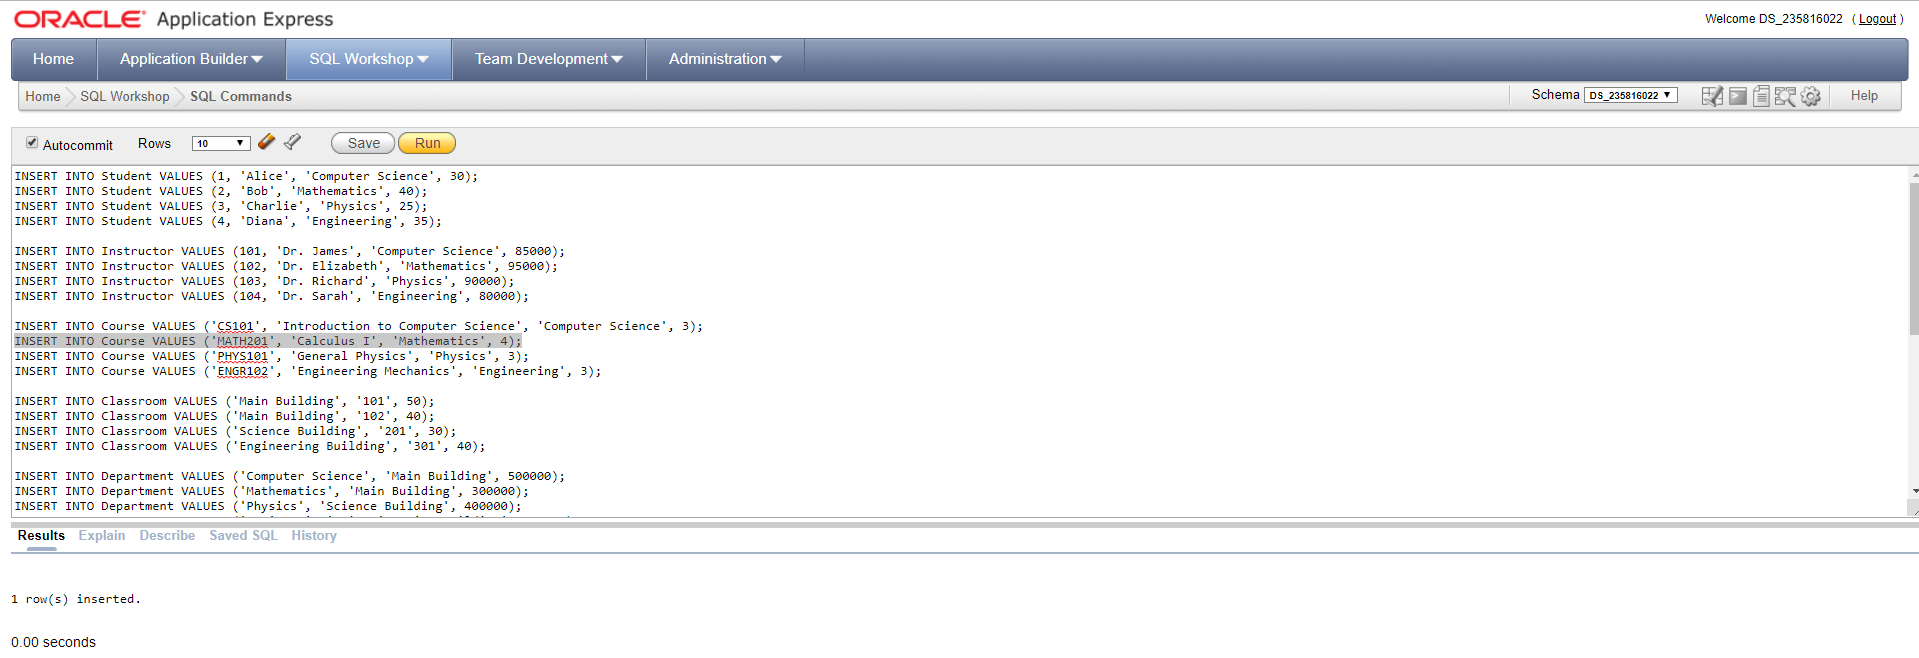 ORACLE Application Express
Welcome DS_235816022 ( Logout )
Home Application Builder SQL Workshop Team Development Administration
Home SQL Workshop SQL Commands
Schema DS_235816022 Help
Autocommit Rows 10 Save Run
INSERT INTO Student VALUES (1, 'Alice', 'Computer Science', 30);
INSERT INTO Student VALUES (2, 'Bob', 'Mathematics', 40);
INSERT INTO Student VALUES (3, 'Charlie', 'Physics', 25);
INSERT INTO Student VALUES (4, 'Diana', 'Engineering', 35);
INSERT INTO Instructor VALUES (101, 'Dr. James', 'Computer Science', 85000);
INSERT INTO Instructor VALUES (102, 'Dr. Elizabeth', 'Mathematics', 95000);
INSERT INTO Instructor VALUES (103, 'Dr. Richard', 'Physics', 90000);
INSERT INTO Instructor VALUES (104, 'Dr. Sarah', 'Engineering', 80000);
INSERT INTO Course VALUES ('CS101', 'Introduction to Computer Science', 'Computer Science', 3);
INSERT INTO Course VALUES ('MATH201', 'Calculus I', 'Mathematics', 4);
INSERT INTO Course VALUES ('PHYS101', 'General Physics', 'Physics', 3);
INSERT INTO Course VALUES ('ENGR102', 'Engineering Mechanics', 'Engineering', 3);
INSERT INTO Classroom VALUES ('Main Building', '101', 50);
INSERT INTO Classroom VALUES ('Main Building', '102', 40);
INSERT INTO Classroom VALUES ('Science Building', '201', 30);
INSERT INTO Classroom VALUES ('Engineering Building', '301', 40);
INSERT INTO Department VALUES ('Computer Science', 'Main Building', 500000);
INSERT INTO Department VALUES ('Mathematics', 'Main Building', 300000);
INSERT INTO Department VALUES ('Physics', 'Science Building', 400000);
Results Explain Describe Saved SQL History
1 row(s) inserted.
0.00 seconds